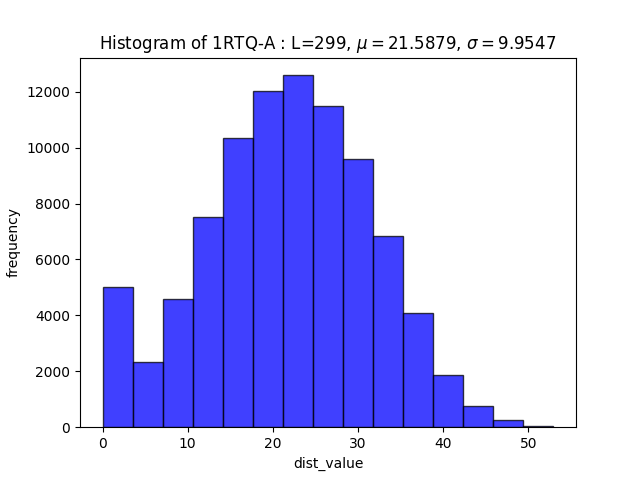 Histogram of 1RTQ-A : L=299, μ = 21.5879, σ = 9.9547
12000
10000
8000
6000
4000
2000
0
frequency
0 10 20 30 40 50
dist_value